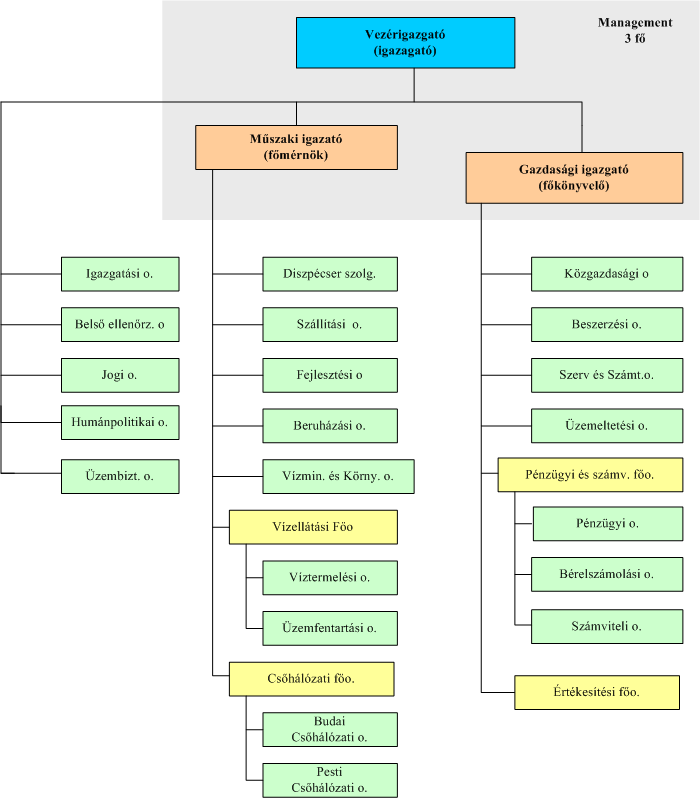 Management
3 fő
Vezérigazgató
(igazagató)
Műszaki igazató
(főmérnök)
Gazdasági igazgató
(főkönyvelő)
Igazgatási o.
Belső ellenőrz. o
Jogi o.
Humánpolitikai o.
Üzembizt. o.
Diszpécser szolg.
Szállítási o.
Fejlesztési o
Beruházási o.
Vízmin. és Körny. o.
Vízellátási Főo
Víztermelési o.
Üzemfentartási o.
Csőhálózati főo.
Budai
Csőhálózati o.
Pesti
Csőhálózati o.
Közgazdasági o
Beszerzési o.
Szerv és Számt.o.
Üzemeltetési o.
Pénzügyi és számv. főo.
Pénzügyi o.
Bérelszámolási o.
Számviteli o.
Értékesítési főo.